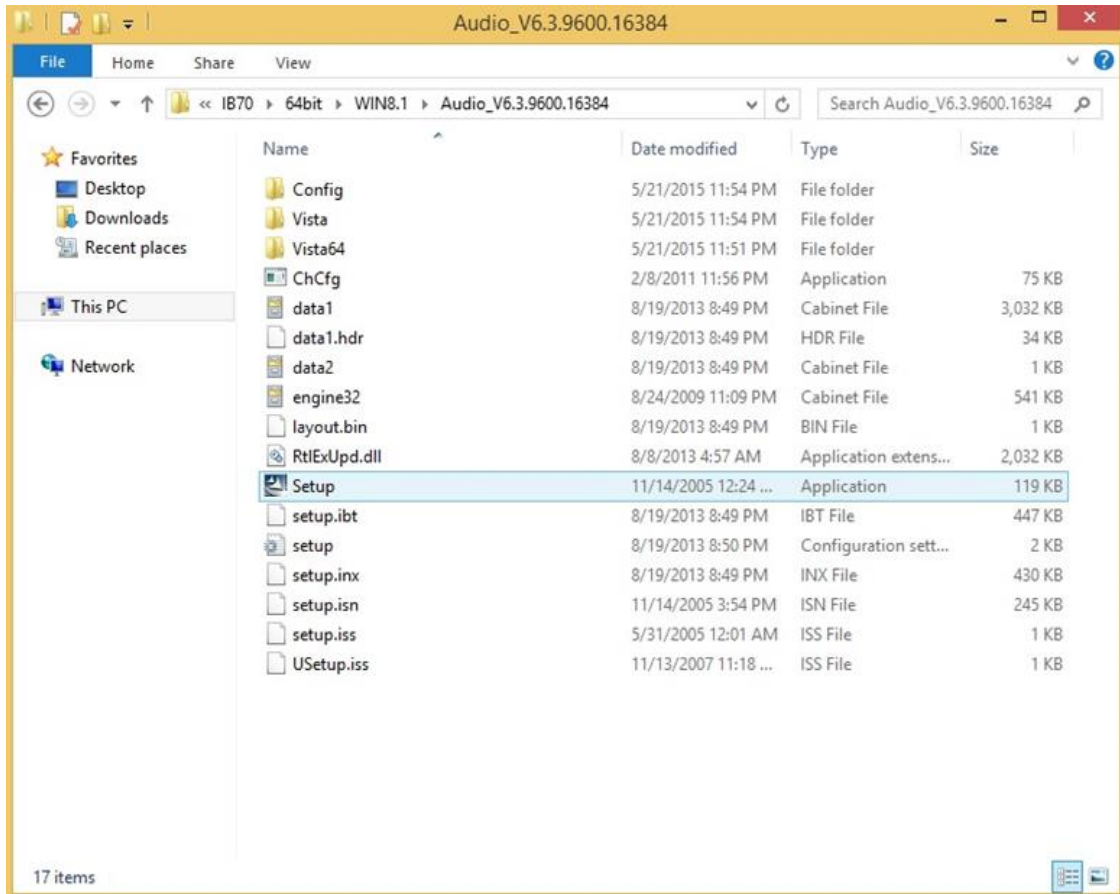 Audio_V6.3.9600.16384
File Home Share View
« IB70 ▸ 64bit ▸ WIN8.1 ▸ Audio_V6.3.9600.16384 Search Audio_V6.3.9600.16384
Favorites
Desktop
Downloads
Recent places
This PC
Network
Name Date modified Type Size
Config 5/21/2015 11:54 PM File folder
Vista 5/21/2015 11:54 PM File folder
Vista64 5/21/2015 11:51 PM File folder
ChCfg 2/8/2011 11:56 PM Application 75 KB
data1 8/19/2013 8:49 PM Cabinet File 3,032 KB
data1.hdr 8/19/2013 8:49 PM HDR File 34 KB
data2 8/19/2013 8:49 PM Cabinet File 1 KB
engine32 8/24/2009 11:09 PM Cabinet File 541 KB
layout.bin 8/19/2013 8:49 PM BIN File 1 KB
RtlExUpd.dll 8/8/2013 4:57 AM Application extens... 2,032 KB
Setup 11/14/2005 12:24 ... Application 119 KB
setup.ibt 8/19/2013 8:49 PM IBT File 447 KB
setup 8/19/2013 8:50 PM Configuration sett... 2 KB
setup.inx 8/19/2013 8:49 PM INX File 430 KB
setup.isn 11/14/2005 3:54 PM ISN File 245 KB
setup.iss 5/31/2005 12:01 AM ISS File 1 KB
USetup.iss 11/13/2007 11:18 ... ISS File 1 KB
17 items